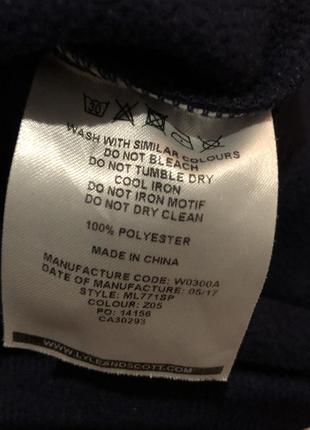 30
WASH WITH SIMILAR COLOURS
DO NOT BLEACH
DO NOT TUMBLE DRY
COOL IRON
DO NOT IRON MOTIF
DO NOT DRY CLEAN
100% POLYESTER
MADE IN CHINA
MANUFACTURE CODE: W0300A
DATE OF MANUFACTURE: 05/17
STYLE: ML771SP
COLOUR: Z05
PO: 14156
CA30293
WWW.LYLEANDSCOTT.COM